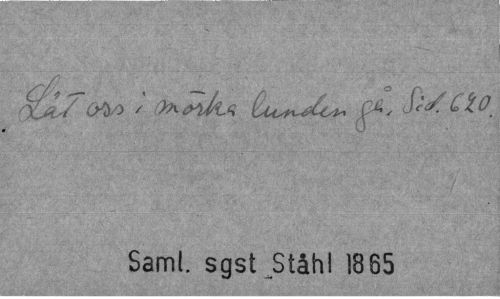 Låt oss i mörka lunden gå. Sid. 620.
Saml. sgst Ståhl 1865